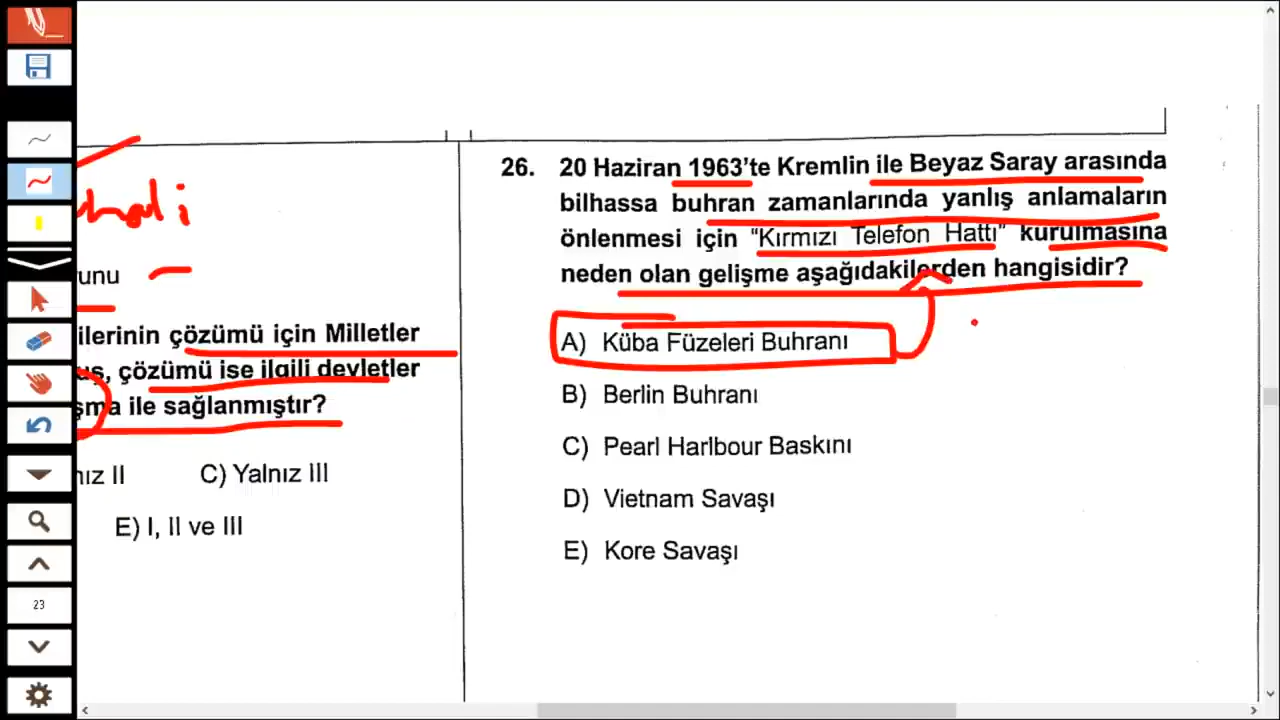 unu
ilerinin çözümü için Milletler
uş, çözümü ise ilgili devletler
şma ile sağlanmıştır?
nız II
C) Yalnız III
E) I, II ve III
26. 20 Haziran 1963’te Kremlin ile Beyaz Saray arasında
bilhassa buhran zamanlarında yanlış anlamaların
önlenmesi için “Kırmızı Telefon Hattı” kurulmasına
neden olan gelişme aşağıdakilerden hangisidir?
A) Küba Füzeleri Buhranı
B) Berlin Buhranı
C) Pearl Harlbour Baskını
D) Vietnam Savaşı
E) Kore Savaşı
23